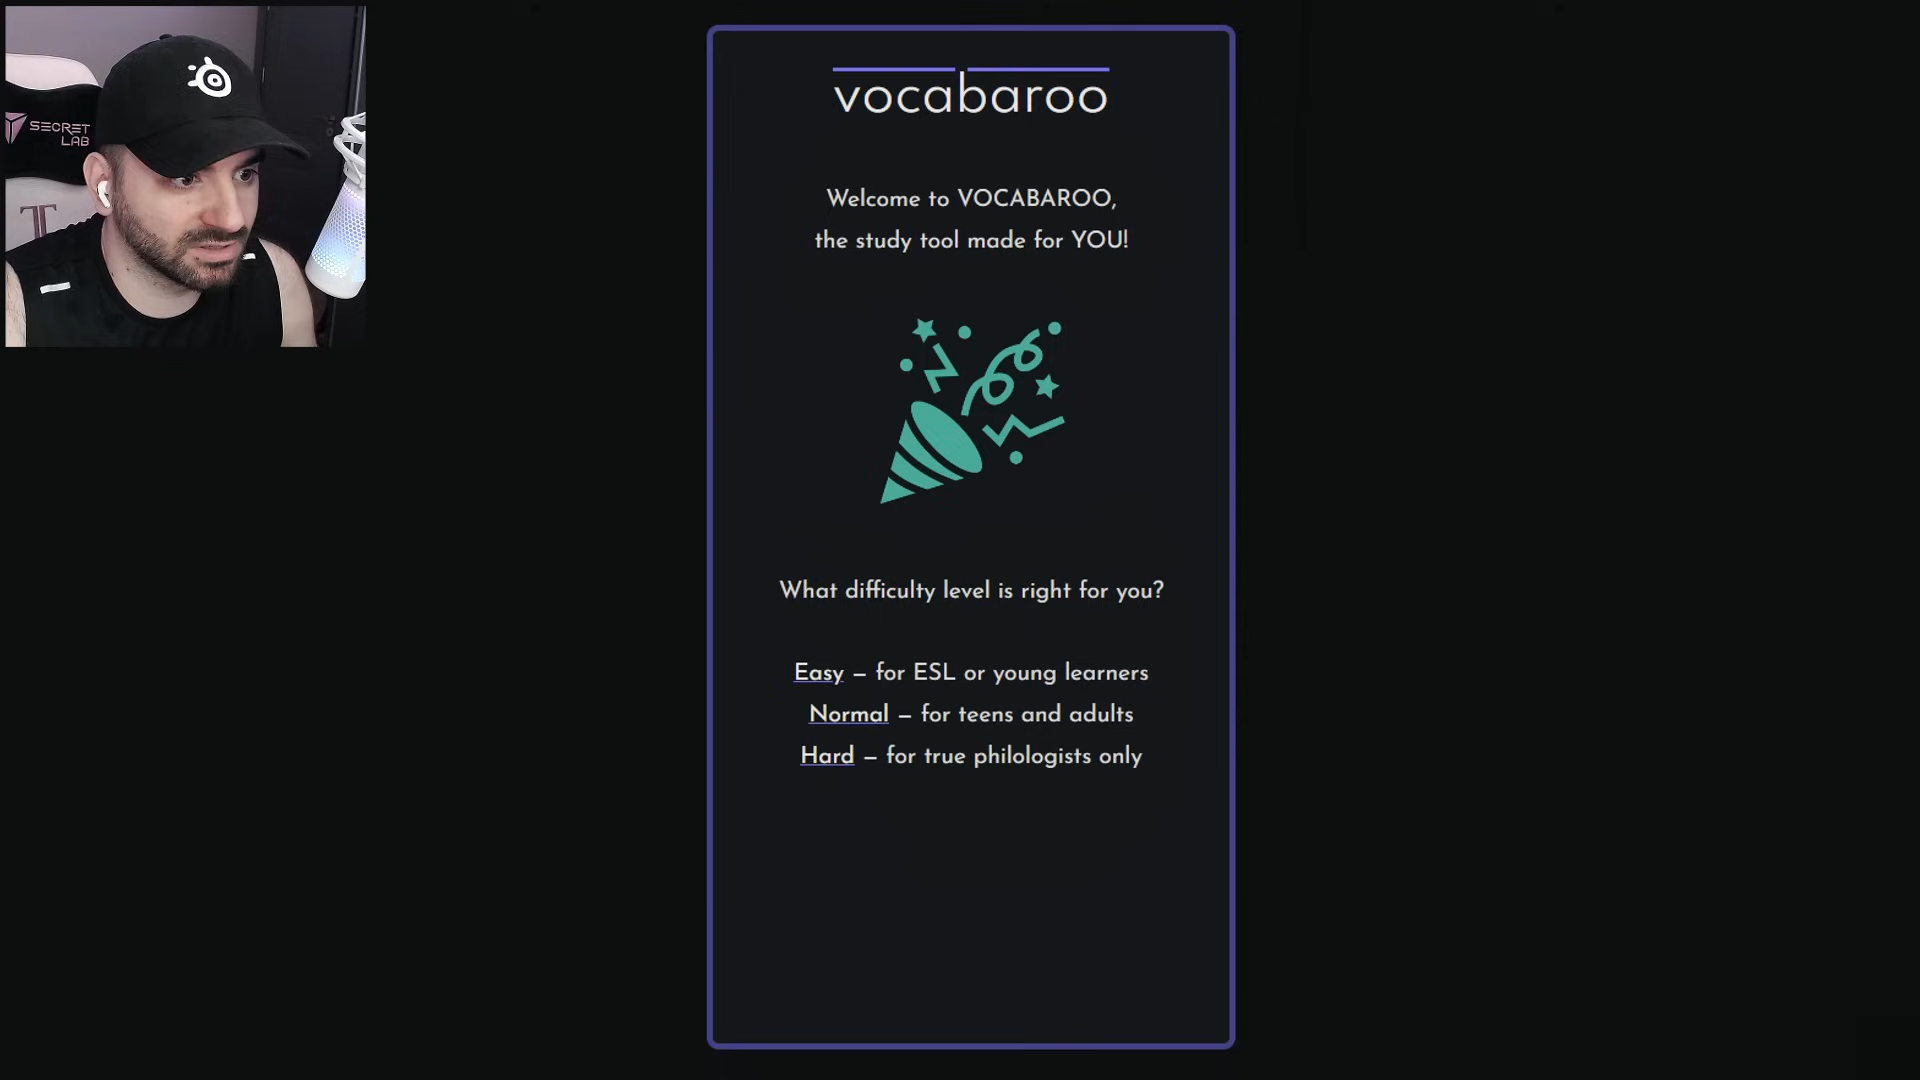 SECRET
LAB
vocabaroo
Welcome to VOCABAROO,
the study tool made for YOU!
What difficulty level is right for you?
Easy – for ESL or young learners
Normal – for teens and adults
Hard – for true philologists only